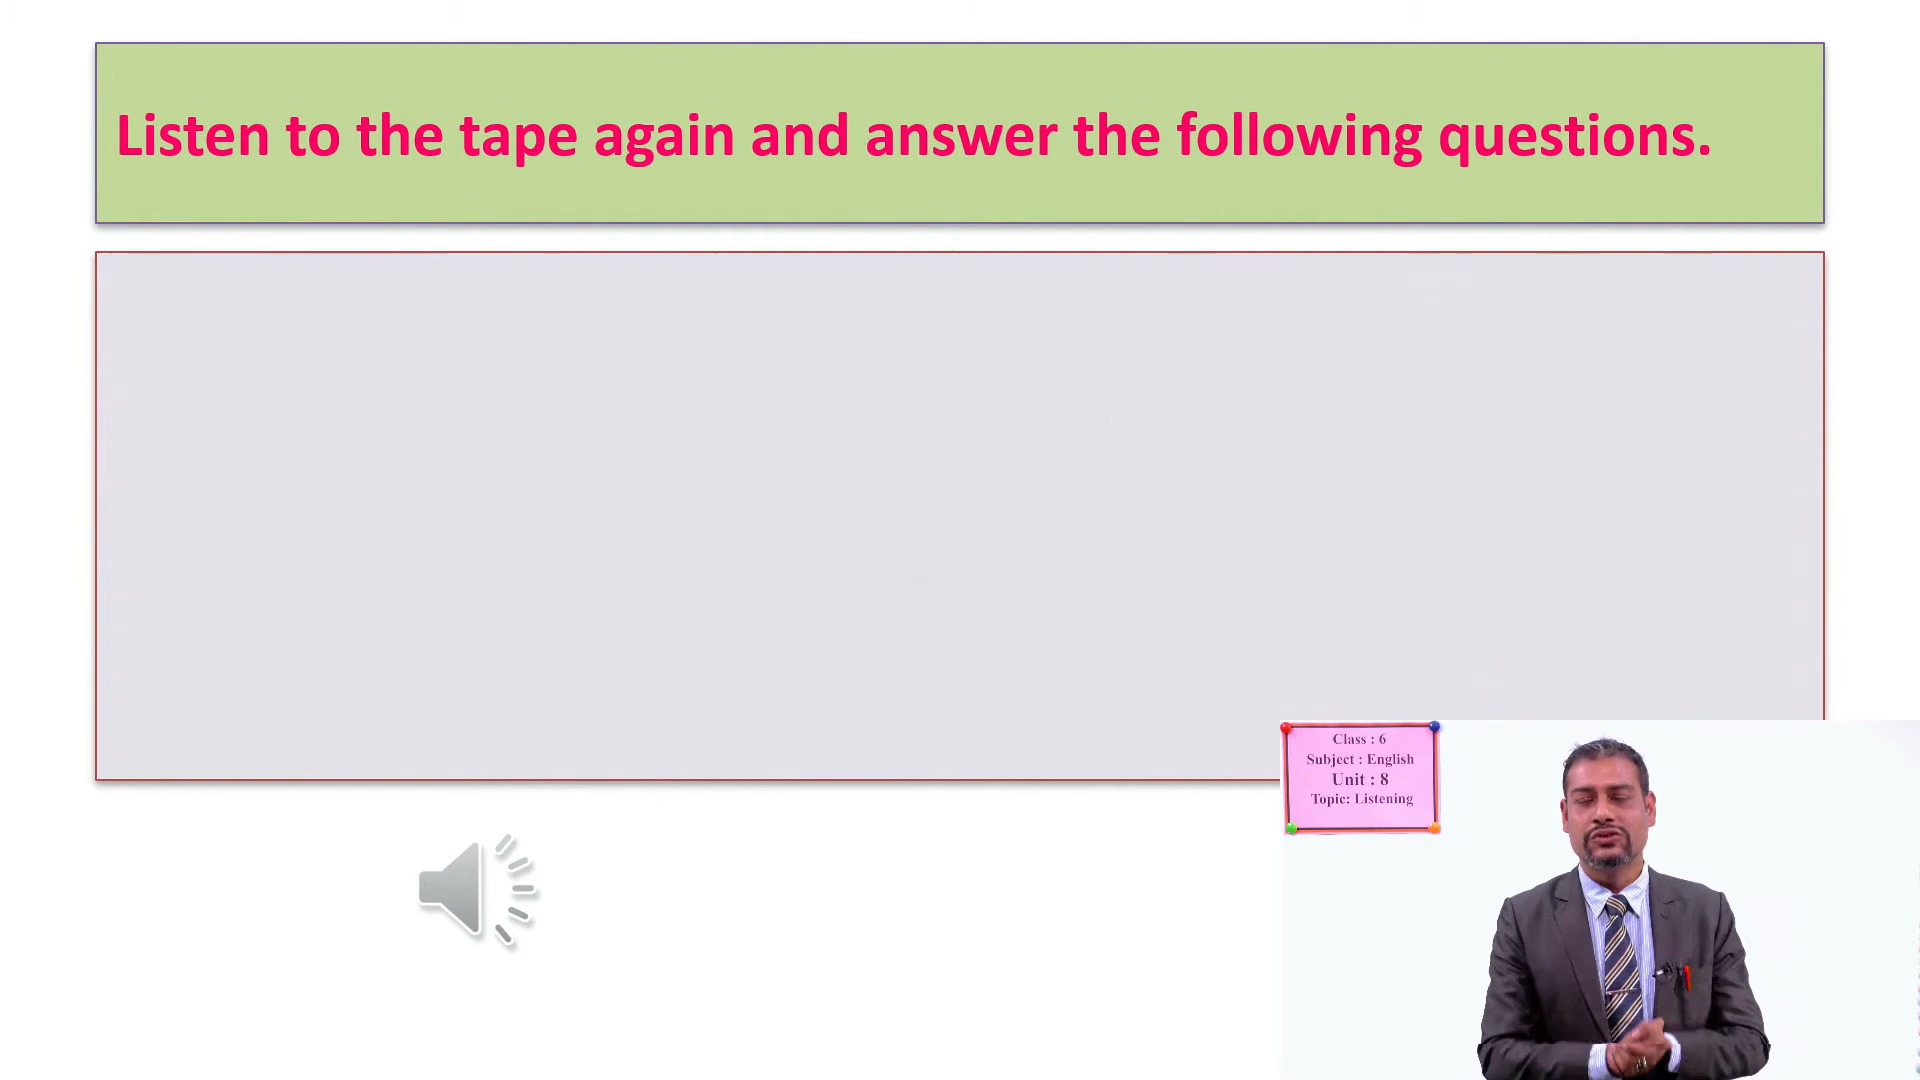 Listen to the tape again and answer the following questions.
Class : 6
Subject : English
Unit : 8
Topic: Listening